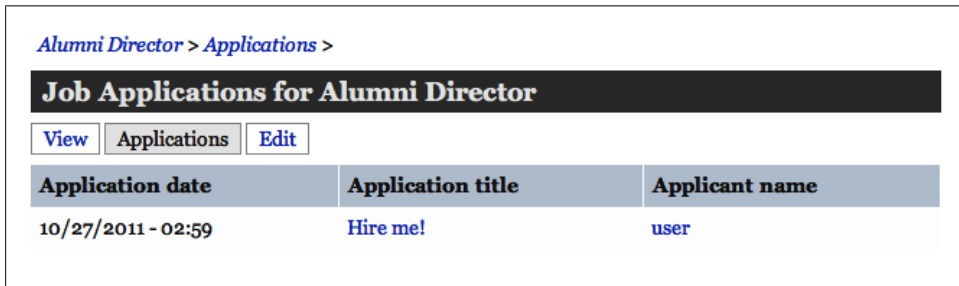 Alumni Director > Applications >
Job Applications for Alumni Director
View Applications Edit
Application date Application title Applicant name
10/27/2011 - 02:59 Hire me! user